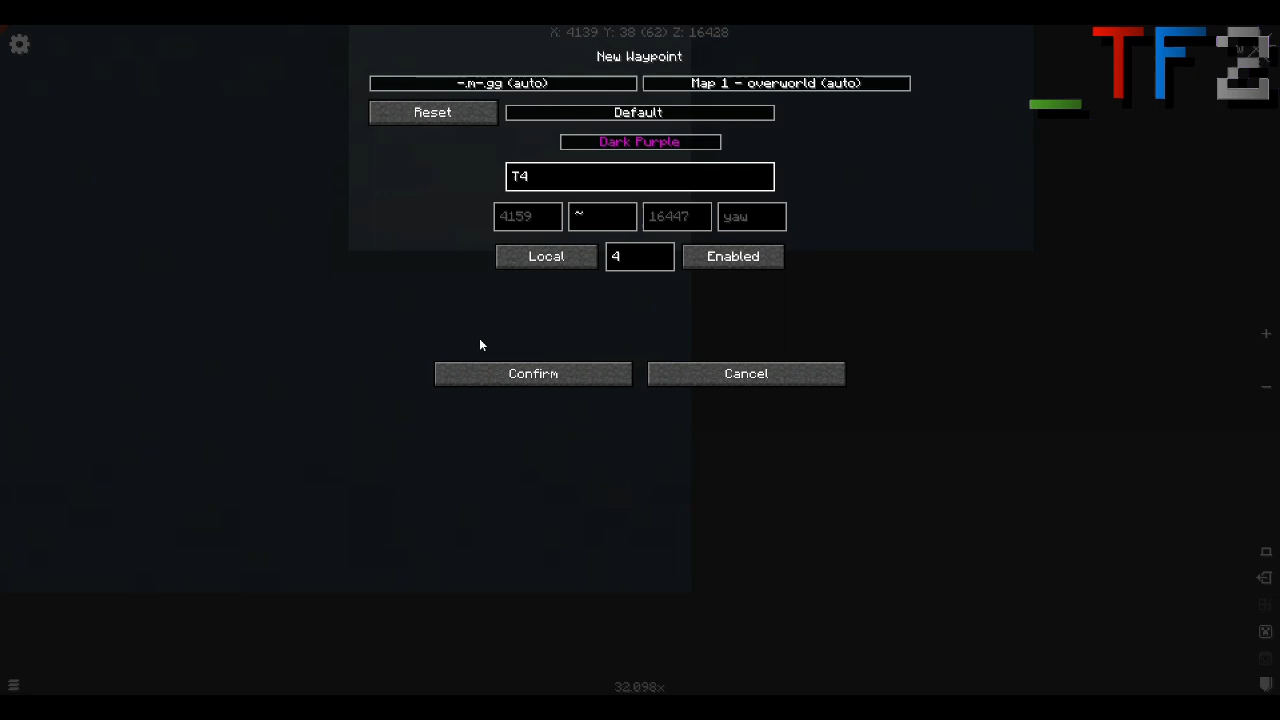 X: 4139 Y: 38 (62) Z: 16428
New Waypoint
-.m-.gg (auto)
Map 1 - overworld (auto)
Reset
Default
Dark Purple
T4
4159
~
16447
yaw
Local
4
Enabled
Confirm
Cancel
32.098x
_TF2